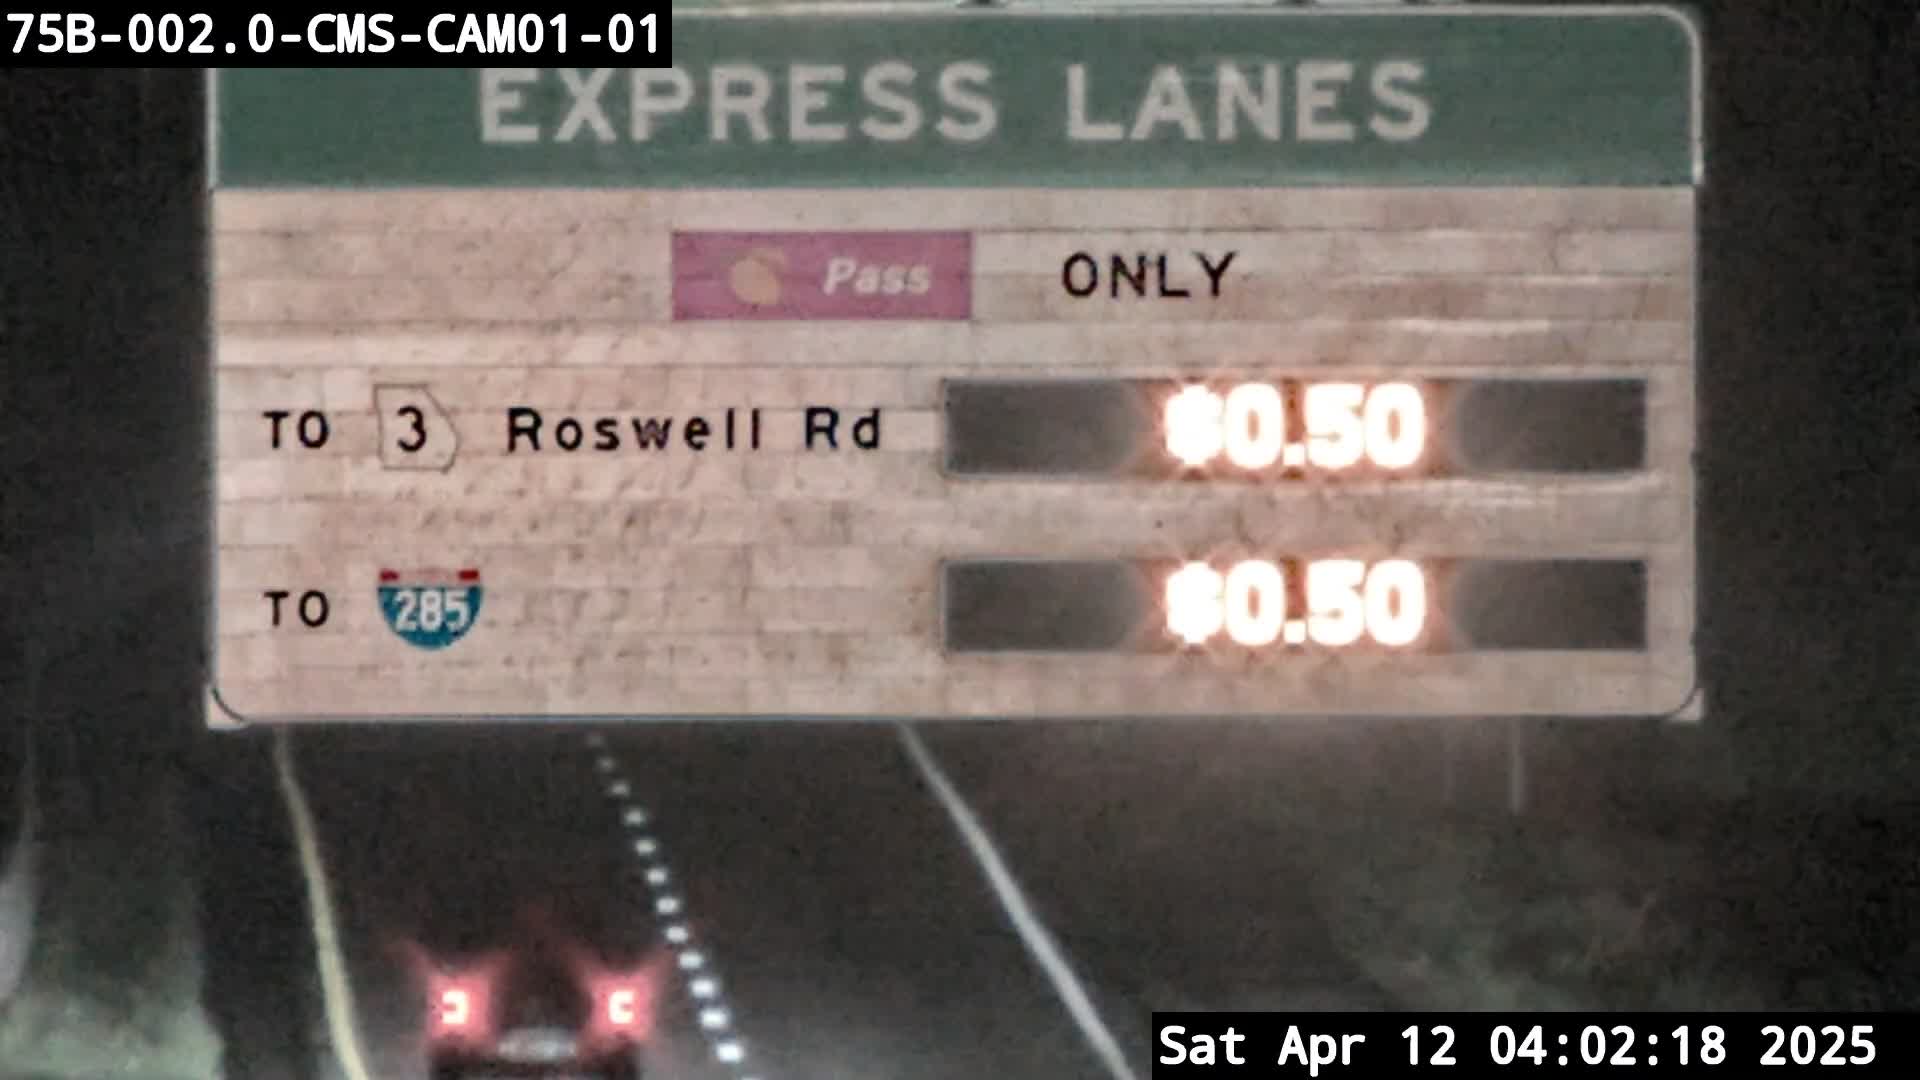 75B-002.0-CMS-CAM01-01
EXPRESS LANES
Pass ONLY
TO 3 Roswell Rd $0.50
TO 285 $0.50
Sat Apr 12 04:02:18 2025